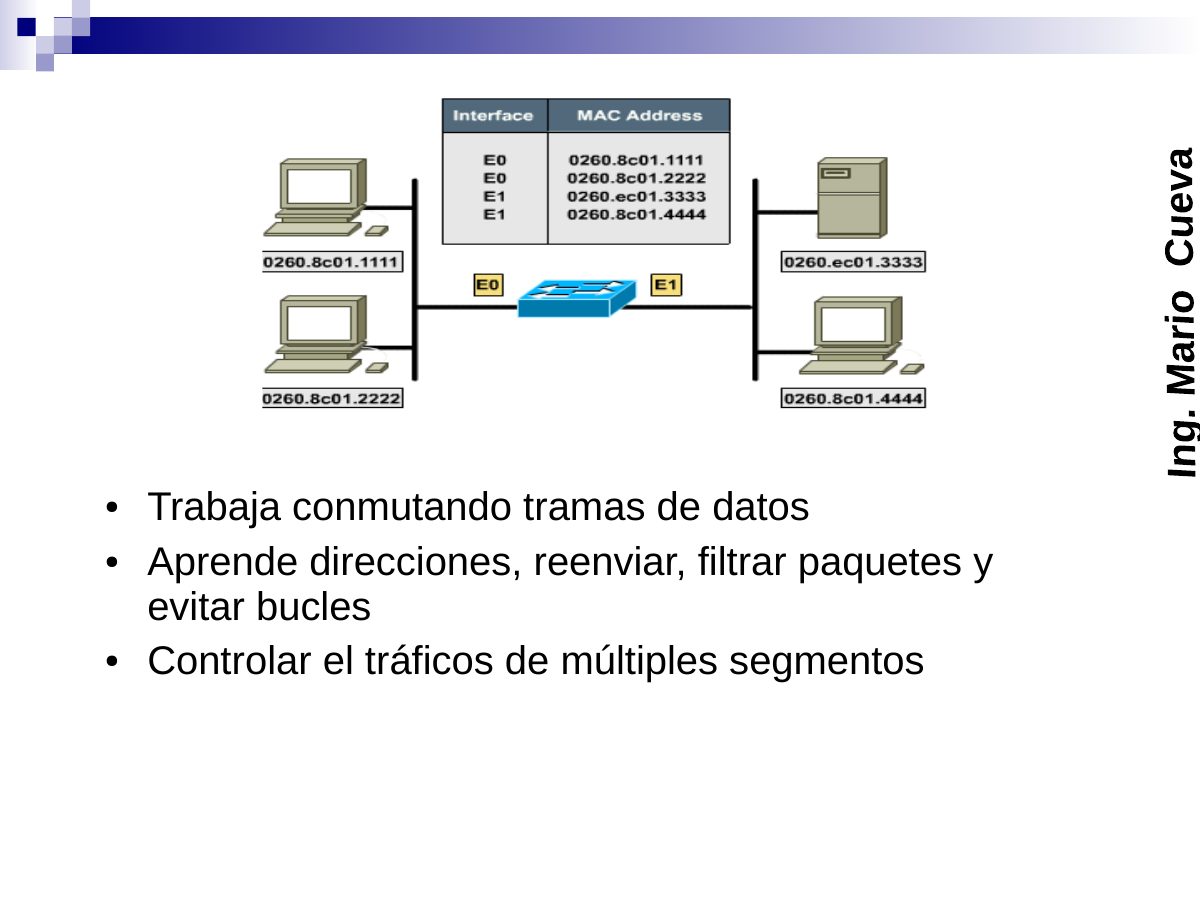 Interface MAC Address
E0 0260.8c01.1111
E0 0260.8c01.2222
E1 0260.ec01.3333
E1 0260.8c01.4444
0260.8c01.1111
0260.ec01.3333
E0
E1
0260.8c01.2222
0260.8c01.4444
Ing. Mario Cueva
• Trabaja conmutando tramas de datos
• Aprende direcciones, reenviar, filtrar paquetes y
evitar bucles
• Controlar el tráficos de múltiples segmentos